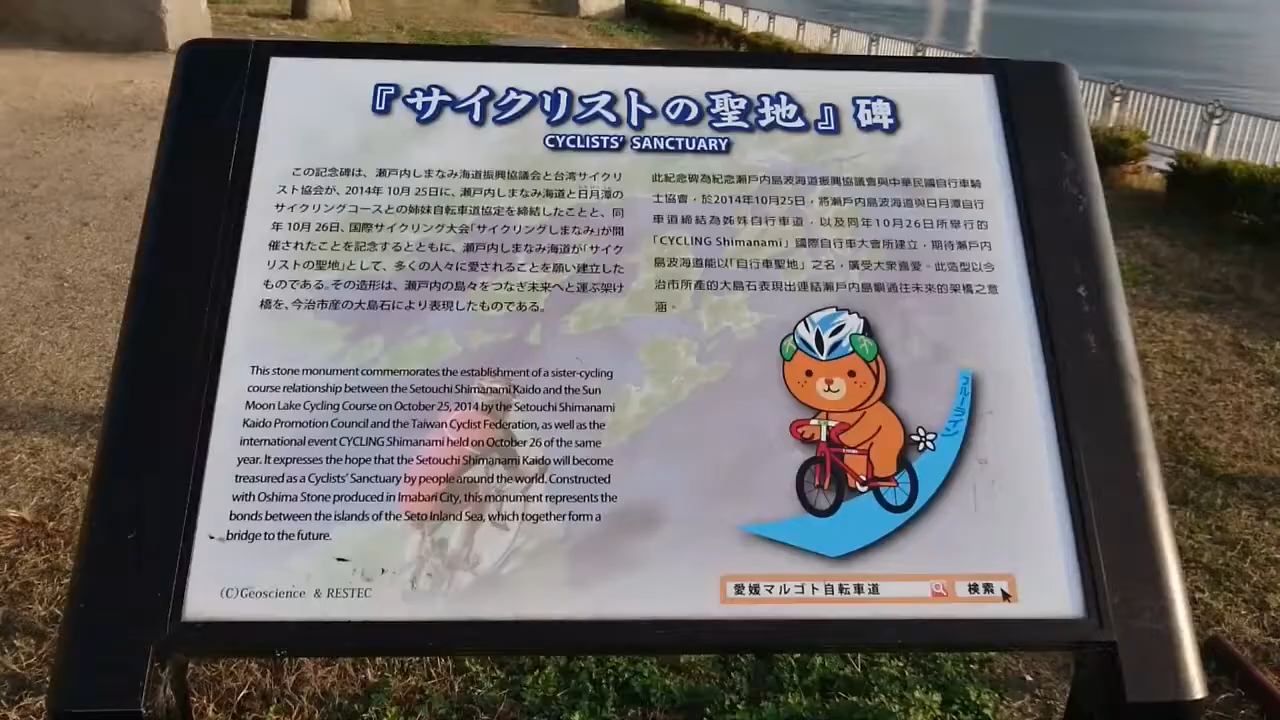 『サイクリストの聖地』碑
CYCLISTS' SANCTUARY
この記念碑は、瀬戸内しまなみ海道振興協議会と台湾サイクリ
スト協会が、2014年10月25日に、瀬戸内しまなみ海道と日月潭の
サイクリングコースとの姉妹自転車道協定を締結したことと、同
年10月26日、国際サイクリング大会「サイクリングしまなみ」が開
催されたことを記念するとともに、瀬戸内しまなみ海道が「サイク
リストの聖地」として、多くの人々に愛されることを願い建立した
ものである。その造形は、瀬戸内の島々をつなぎ未来へと運ぶ架け
橋を、今治市産の大島石により表現したものである。
此紀念碑為紀念瀨戶內島波海道振興協議會與中華民國自行車騎
士協會，於2014年10月25日，將瀨戶內島波海道與日月潭自行
車道締結為姊妹自行車道，以及同年10月26日所舉行的
「CYCLING Shimanami」國際自行車大會所建立，期待瀨戶內
島波海道能以「自行車聖地」之名，廣受大衆喜愛。此造型以今
治市所產的大島石表現出連結瀨戶內島嶼通往未來的架橋之意
涵。
This stone monument commemorates the establishment of a sister-cycling
course relationship between the Setouchi Shimanami Kaido and the Sun
Moon Lake Cycling Course on October 25, 2014 by the Setouchi Shimanami
Kaido Promotion Council and the Taiwan Cyclist Federation, as well as the
international event CYCLING Shimanami held on October 26 of the same
year. It expresses the hope that the Setouchi Shimanami Kaido will become
treasured as a Cyclists' Sanctuary by people around the world. Constructed
with Oshima Stone produced in Imabari City, this monument represents the
bonds between the islands of the Seto Inland Sea, which together form a
bridge to the future.
ブルーライン
(C)Geoscience & RESTEC
愛媛マルゴト自転車道 検索